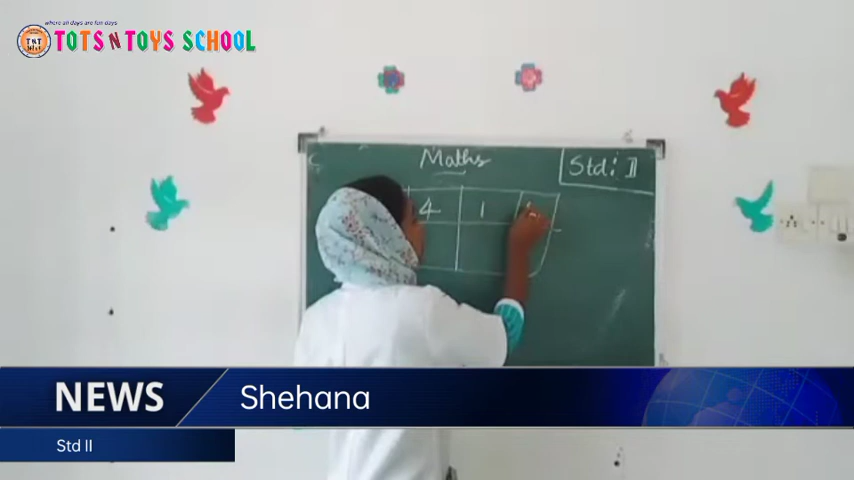 where all days are fun days
TOTS N TOYS SCHOOL
Maths
Std: II
4 1
NEWS Shehana
Std II